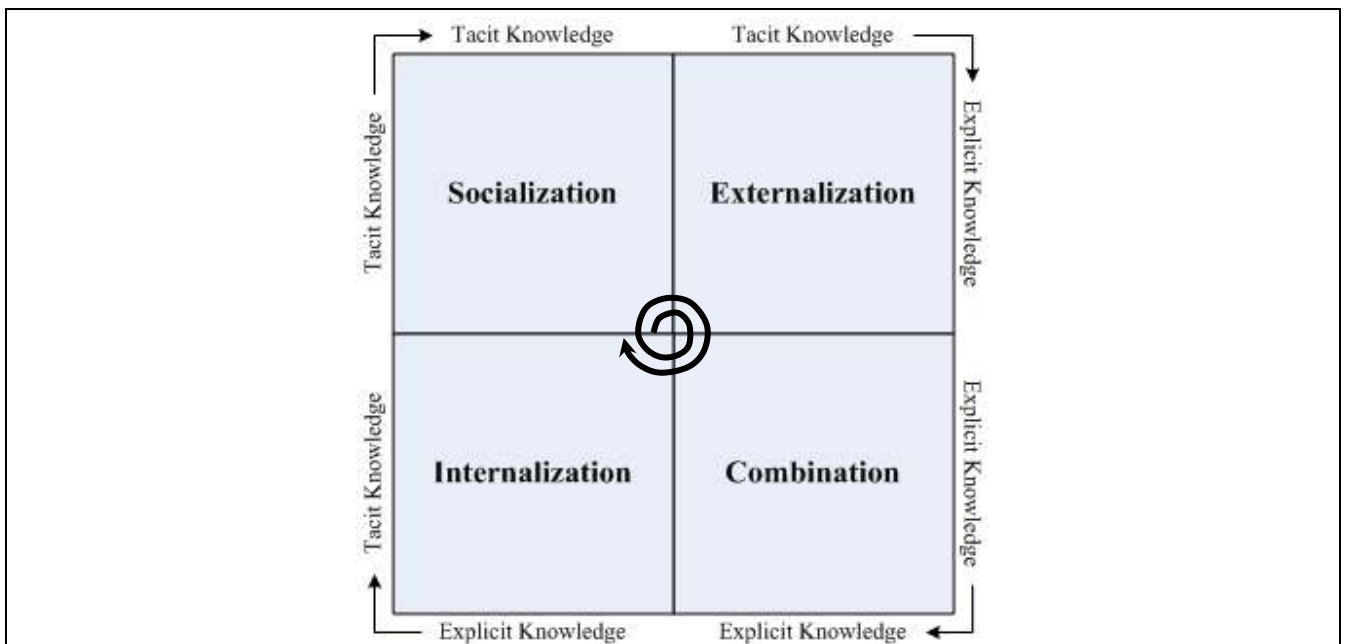 Tacit Knowledge
Tacit Knowledge
Tacit Knowledge
Socialization
Externalization
Explicit Knowledge
Tacit Knowledge
Internalization
Combination
Explicit Knowledge
Explicit Knowledge
Explicit Knowledge